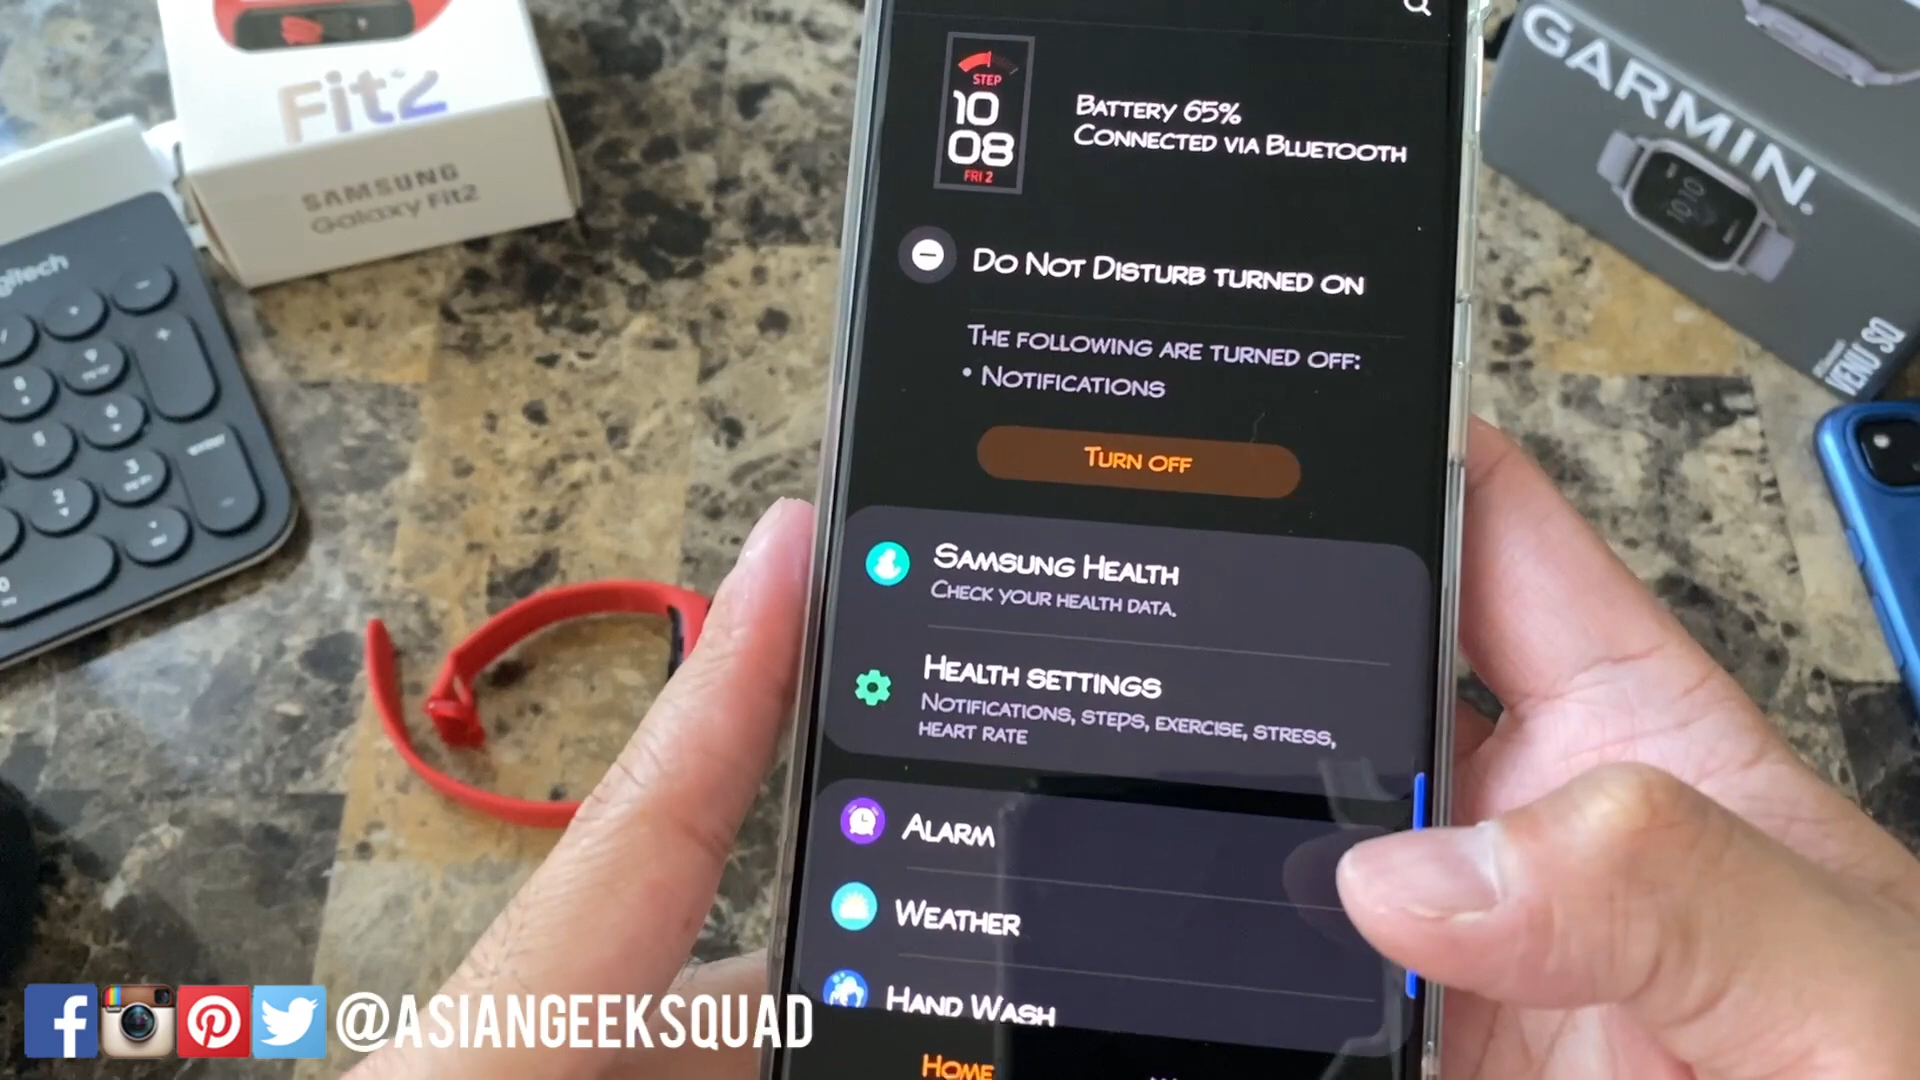 Fit2
SAMSUNG
Galaxy Fit2
logitech
GARMIN
VENU SQ
10:10
STEP
10
08
FRI 2
BATTERY 65%
CONNECTED VIA BLUETOOTH
DO NOT DISTURB TURNED ON
THE FOLLOWING ARE TURNED OFF:
• NOTIFICATIONS
TURN OFF
SAMSUNG HEALTH
CHECK YOUR HEALTH DATA.
HEALTH SETTINGS
NOTIFICATIONS, STEPS, EXERCISE, STRESS,
HEART RATE
ALARM
WEATHER
HAND WASH
HOME
@ASIANGEEKSQUAD